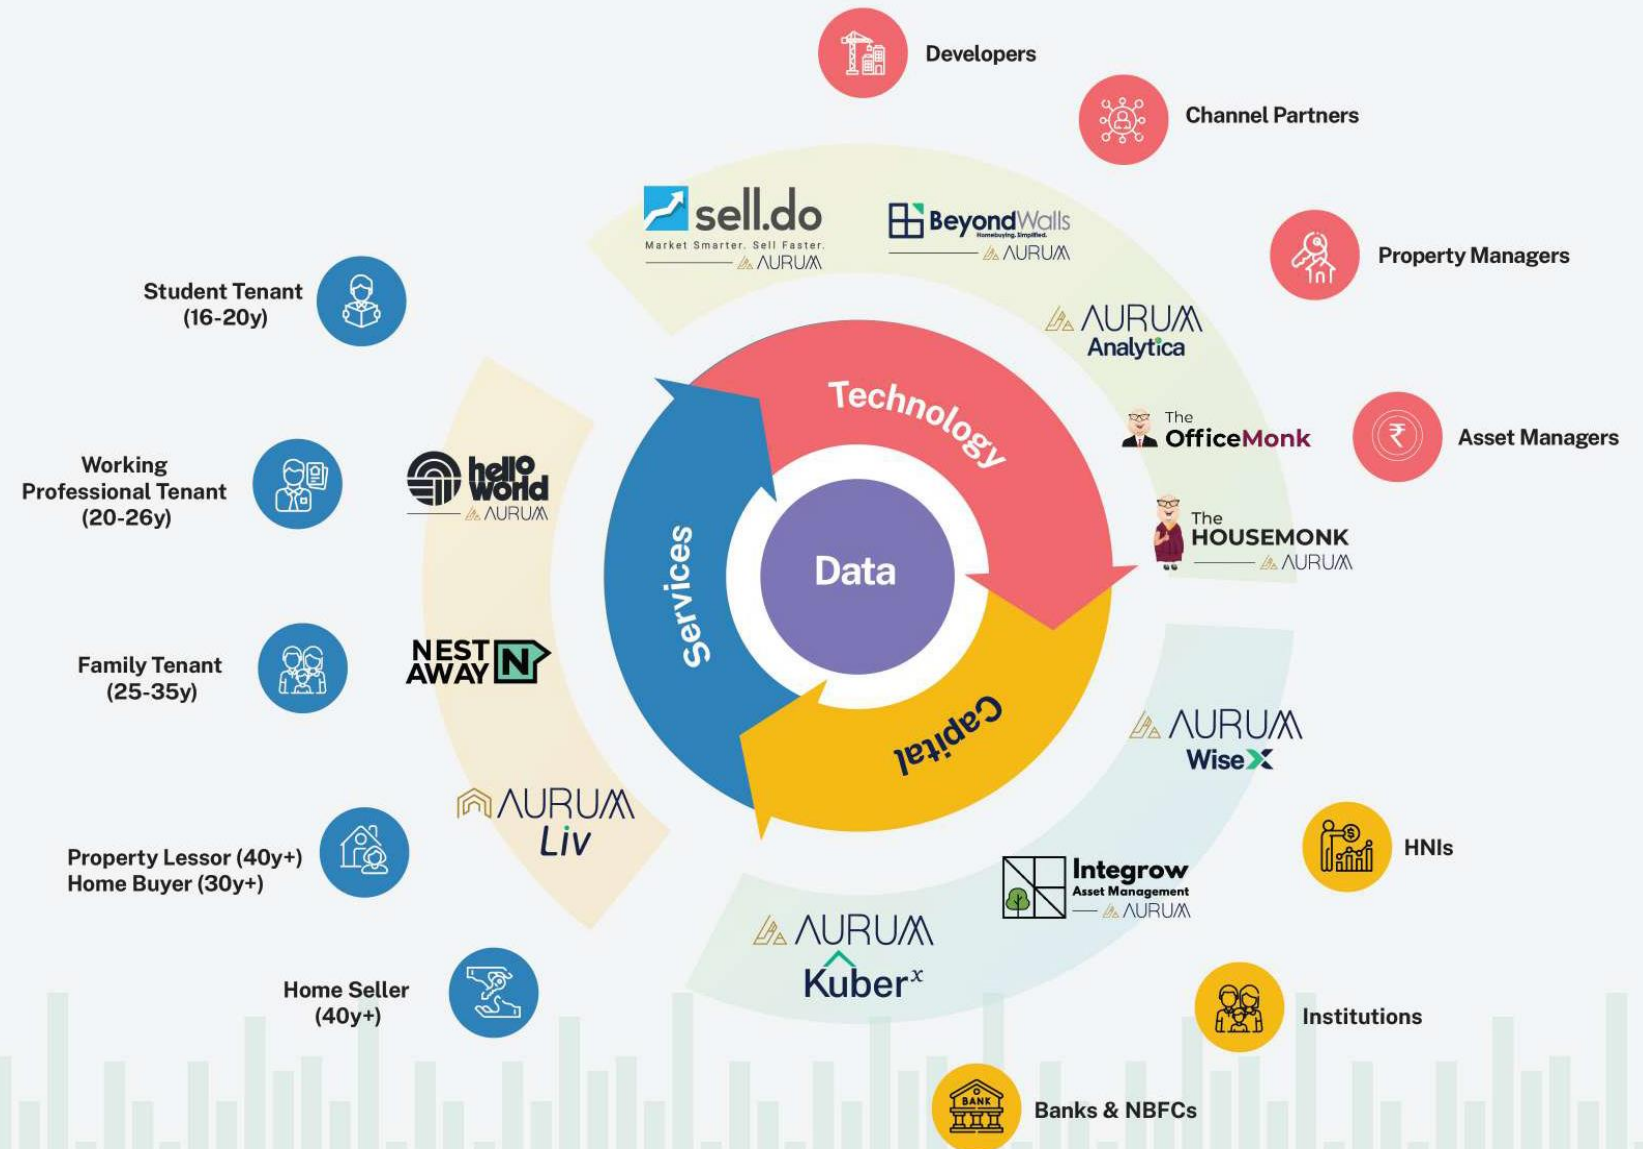 Developers
Channel Partners
Property Managers
Asset Managers
sell.do
Market Smarter. Sell Faster.
AURUM
BeyondWalls
Homebuying. Simplified.
AURUM
AURUM
Analytica
The
OfficeMonk
The
HOUSEMONK
AURUM
Student Tenant
(16-20y)
Working
Professional Tenant
(20-26y)
Family Tenant
(25-35y)
Property Lessor (40y+)
Home Buyer (30y+)
Home Seller
(40y+)
hello
world
AURUM
NEST
AWAY N
AURUM
Liv
Technology
Services
Data
Capital
AURUM
WiseX
Integrow
Asset Management
AURUM
AURUM
Kuberx
HNIs
Institutions
BANK
Banks & NBFCs